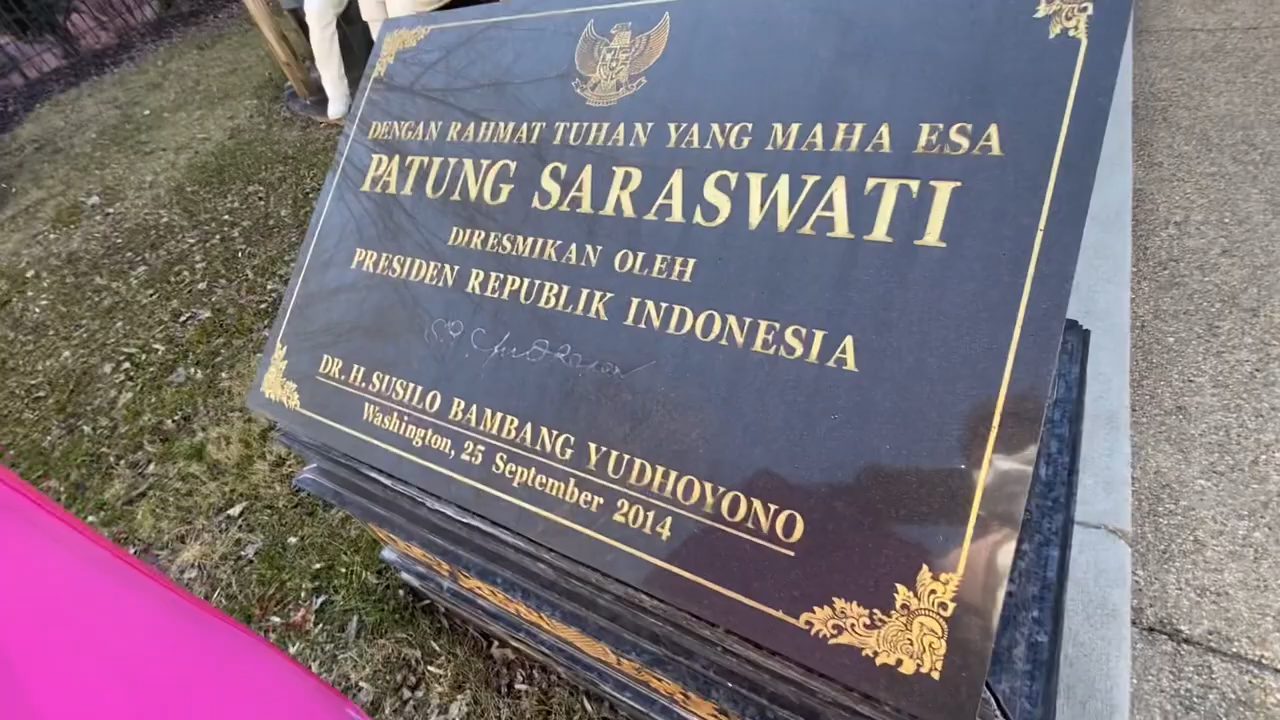 DENGAN RAHMAT TUHAN YANG MAHA ESA
PATUNG SARASWATI
DIRESMIKAN OLEH
PRESIDEN REPUBLIK INDONESIA
DR. H. SUSILO BAMBANG YUDHOYONO
Washington, 25 September 2014